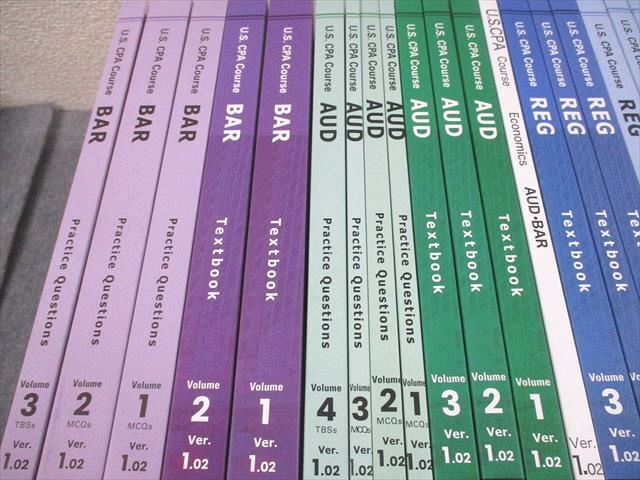 U.S. CPA Course
BAR
Practice Questions
Volume
3
TBSs
Ver.
1.02
U.S. CPA Course
BAR
Practice Questions
Volume
2
MCQs
Ver.
1.02
U.S. CPA Course
BAR
Practice Questions
Volume
1
MCQs
Ver.
1.02
U.S. CPA Course
BAR
Textbook
Volume
2
Ver.
1.02
U.S. CPA Course
BAR
Textbook
Volume
1
Ver.
1.02
U.S. CPA Course
AUD
Practice Questions
Volume
4
TBSs
Ver.
1.02
U.S. CPA Course
AUD
Practice Questions
Volume
3
MCQs
Ver.
1.02
U.S. CPA Course
AUD
Practice Questions
Volume
2
MCQs
Ver.
1.02
U.S. CPA Course
AUD
Practice Questions
Volume
1
MCQs
Ver.
1.02
U.S. CPA Course
AUD
Textbook
Volume
3
Ver.
1.02
U.S. CPA Course
AUD
Textbook
Volume
2
Ver.
1.02
U.S. CPA Course
AUD
Textbook
Volume
1
Ver.
1.02
U.S.CPA Course
Economics
AUD•BAR
Ver.
1.02
U.S. CPA Course
REG
Textbook
Volume
3
Ver.
1.02
U.S. CPA Course
REG
Textbook
U.S. CPA Course
REG
Textbook
REG